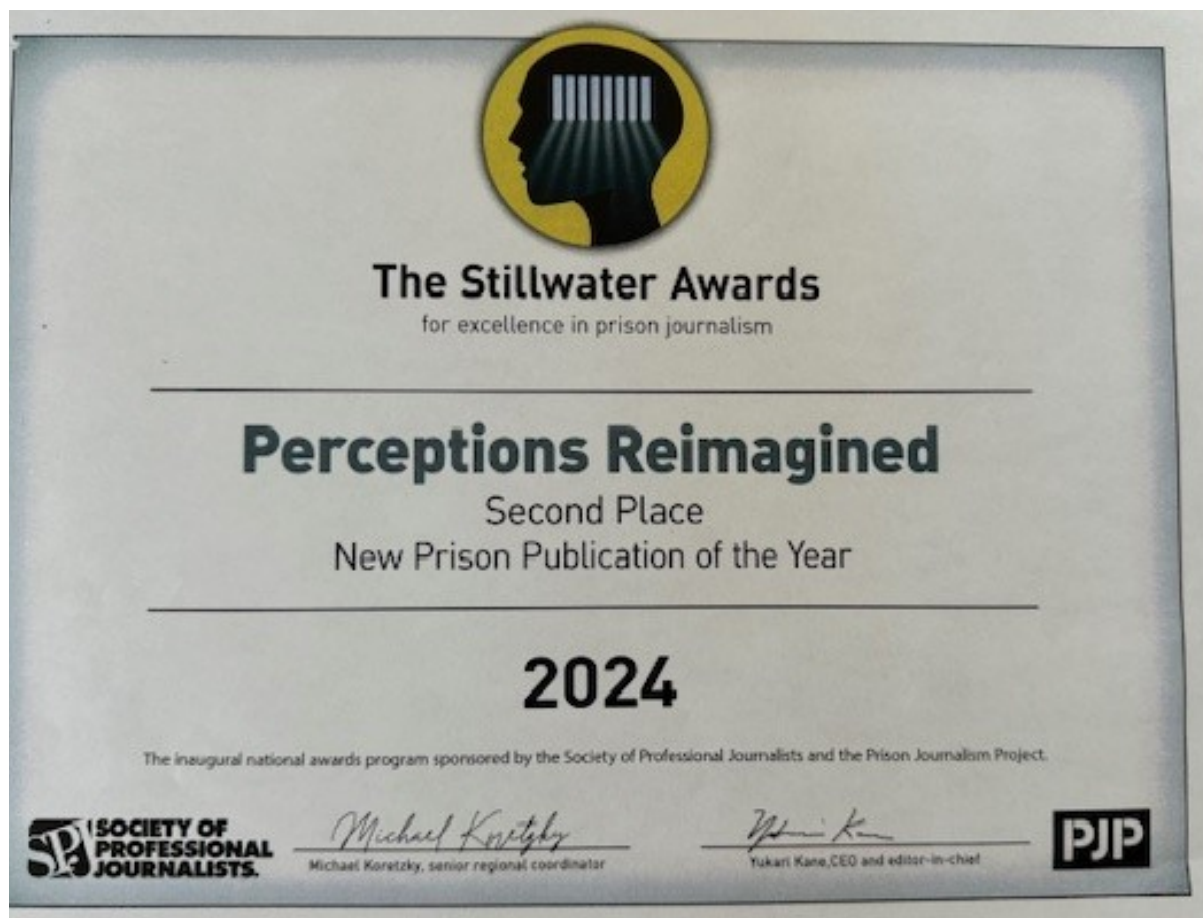 The Stillwater Awards
for excellence in prison journalism
Perceptions Reimagined
Second Place
New Prison Publication of the Year
2024
The inaugural national awards program sponsored by the Society of Professional Journalists and the Prison Journalism Project.
SPJ SOCIETY OF
PROFESSIONAL
JOURNALISTS.
Michael Koretzky
Michael Koretzky, senior regional coordinator
Yukari Kane, CEO and editor-in-chief
PJP